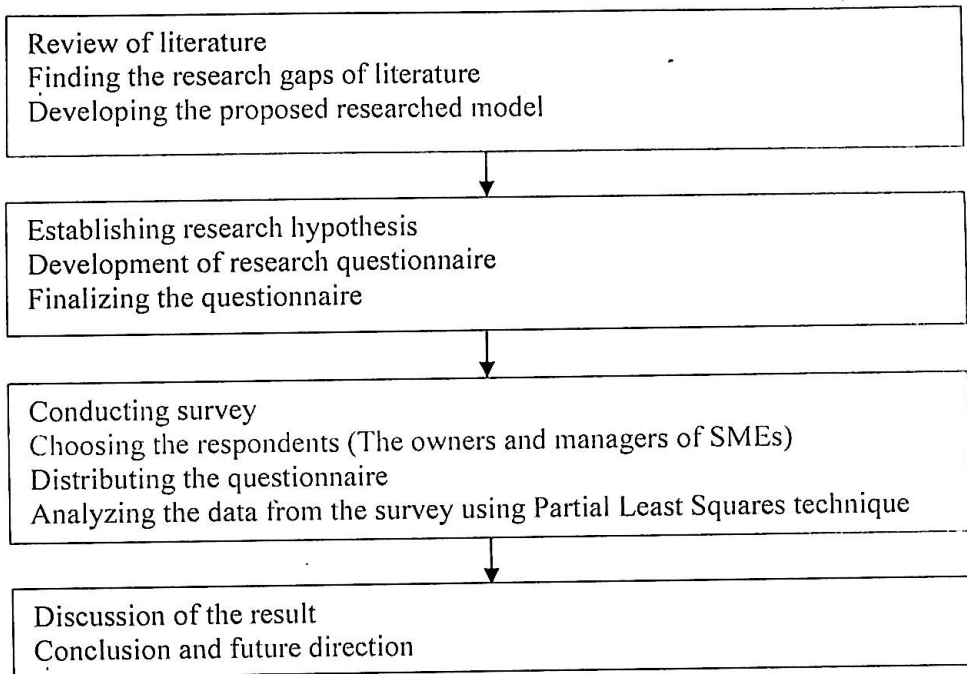 Review of literature
Finding the research gaps of literature
Developing the proposed researched model
Establishing research hypothesis
Development of research questionnaire
Finalizing the questionnaire
Conducting survey
Choosing the respondents (The owners and managers of SMEs)
Distributing the questionnaire
Analyzing the data from the survey using Partial Least Squares technique
Discussion of the result
Conclusion and future direction